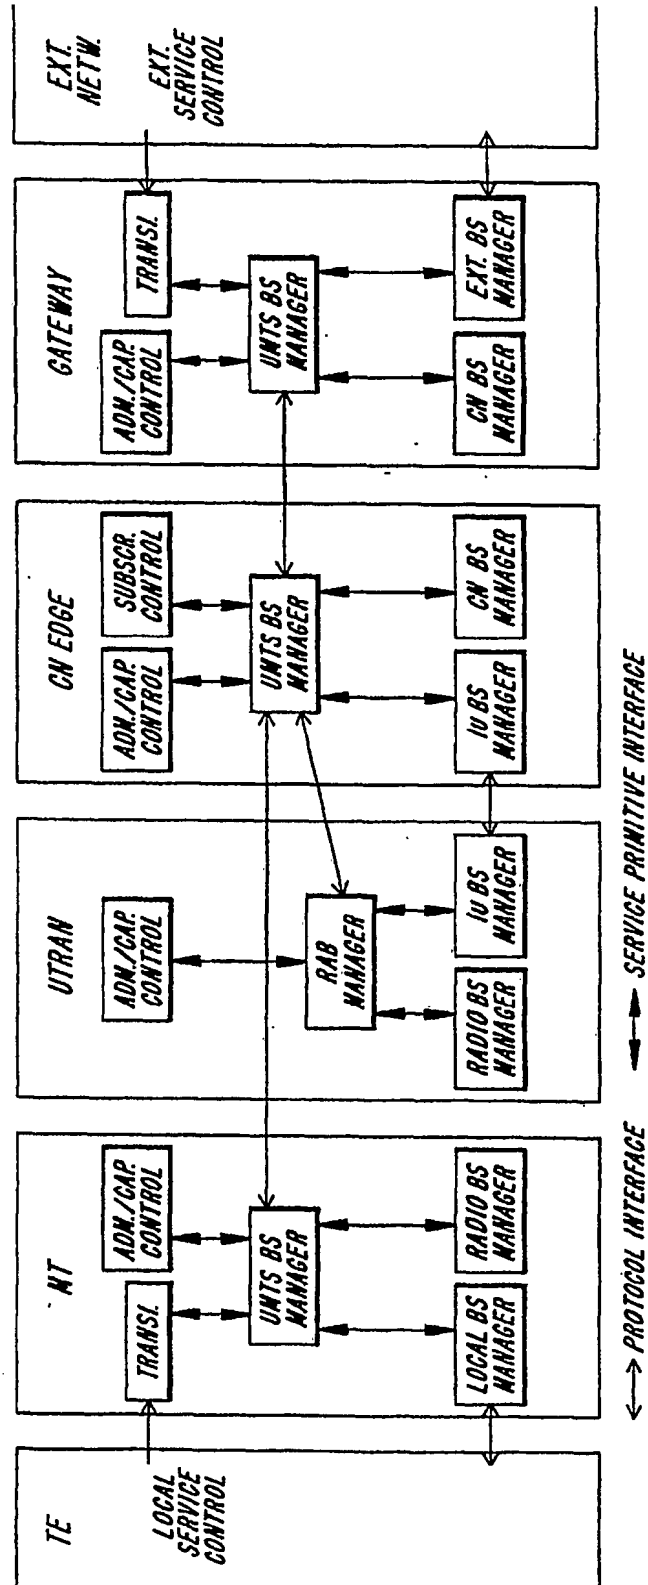 TE
LOCAL
SERVICE
CONTROL
MT
TRANSL.
ADM./CAP.
CONTROL
UMTS BS
MANAGER
LOCAL BS
MANAGER
RADIO BS
MANAGER
UTRAN
ADM./CAP.
CONTROL
RAB
MANAGER
RADIO BS
MANAGER
Iu BS
MANAGER
CN EDGE
ADM./CAP.
CONTROL
SUBSCR.
CONTROL
UMTS BS
MANAGER
Iu BS
MANAGER
CN BS
MANAGER
GATEWAY
ADM./CAP.
CONTROL
TRANSL.
UMTS BS
MANAGER
CN BS
MANAGER
EXT. BS
MANAGER
EXT.
NETW.
EXT.
SERVICE
CONTROL
PROTOCOL INTERFACE
SERVICE PRIMITIVE INTERFACE